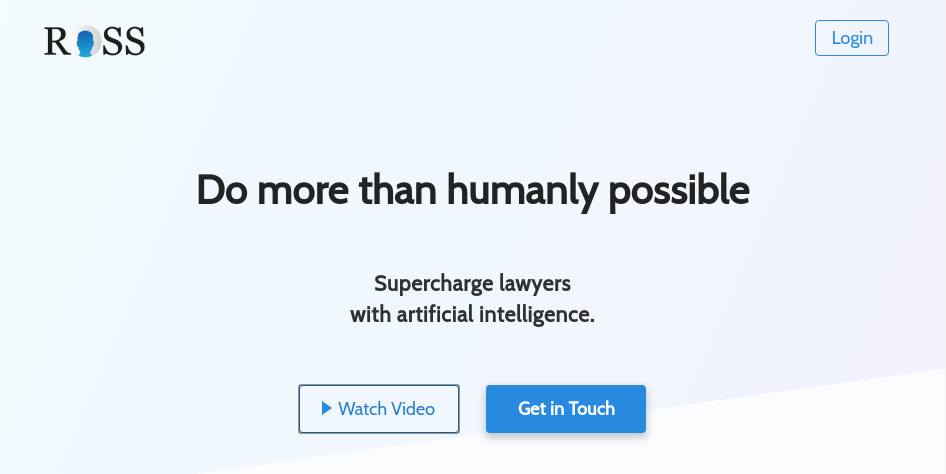 ROSS
Login
Do more than humanly possible
Supercharge lawyers
with artificial intelligence.
Watch Video
Get in Touch